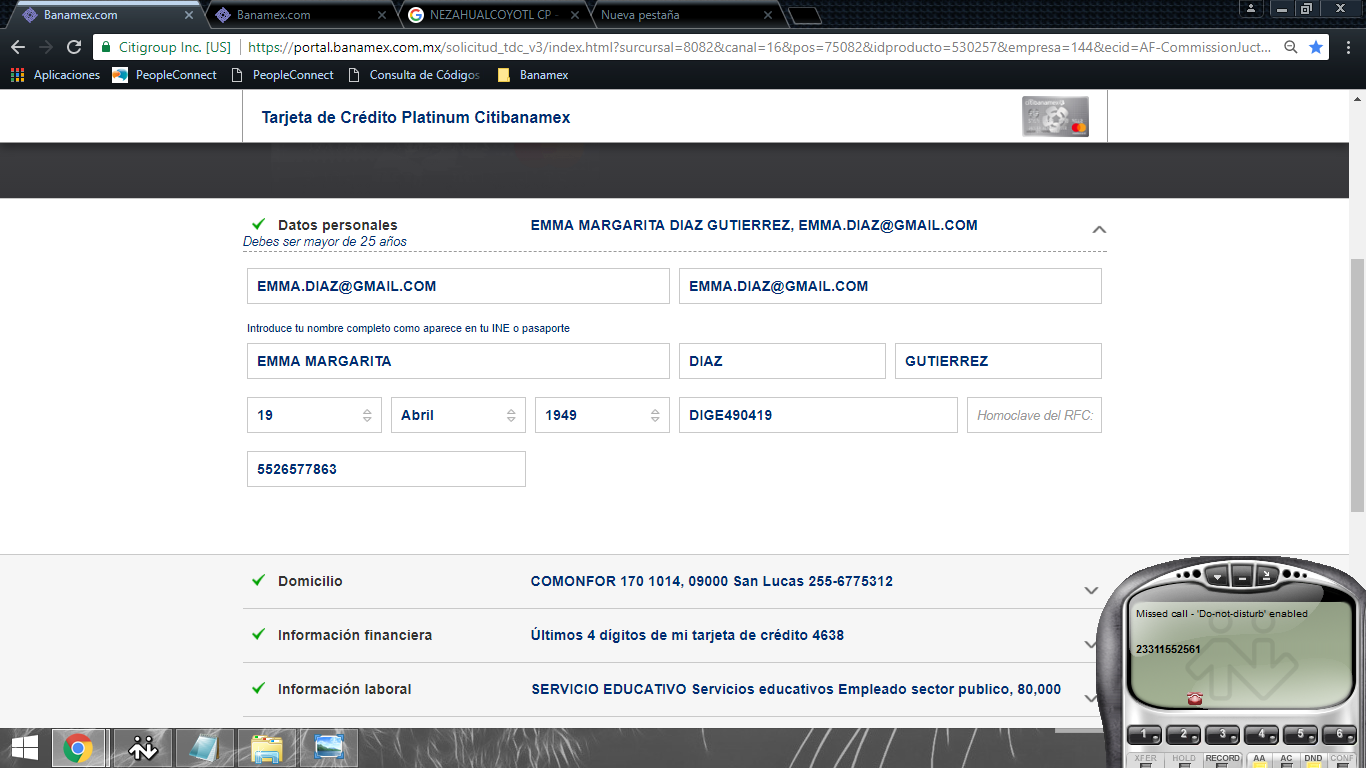 Banamex.com
Banamex.com
NEZAHUALCOYOTL CP -
Nueva pestaña
Citigroup Inc. [US]
https://portal.banamex.com.mx/solicitud_tdc_v3/index.html?surcursal=8082&canal=16&pos=75082&idproducto=530257&empresa=144&ecid=AF-CommissionJuct...
Aplicaciones
PeopleConnect
PeopleConnect
Consulta de Códigos
Banamex
Tarjeta de Crédito Platinum Citibanamex
Datos personales
EMMA MARGARITA DIAZ GUTIERREZ, EMMA.DIAZ@GMAIL.COM
Debes ser mayor de 25 años
EMMA.DIAZ@GMAIL.COM
EMMA.DIAZ@GMAIL.COM
Introduce tu nombre completo como aparece en tu INE o pasaporte
EMMA MARGARITA
DIAZ
GUTIERREZ
19
Abril
1949
DIGE490419
Homoclave del RFC:
5526577863
Domicilio
COMONFOR 170 1014, 09000 San Lucas 255-6775312
Información financiera
Últimos 4 dígitos de mi tarjeta de crédito 4638
Información laboral
SERVICIO EDUCATIVO Servicios educativos Empleado sector publico, 80,000
Missed call - 'Do-not-disturb' enabled
23311552561
1 2 3 4 5 6
XFER HOLD RECORD AA AC DND CONF